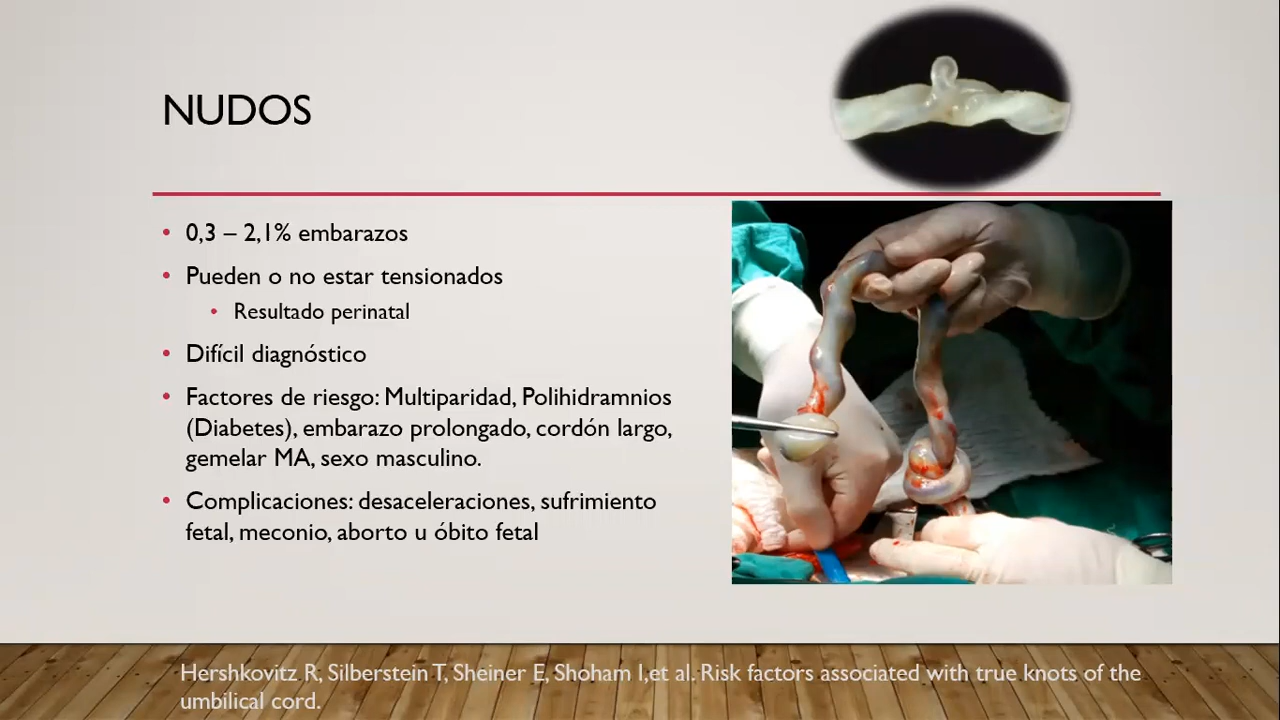 NUDOS
0,3 – 2,1% embarazos
Pueden o no estar tensionados
Resultado perinatal
Difícil diagnóstico
Factores de riesgo: Multiparidad, Polihidramnios
(Diabetes), embarazo prolongado, cordón largo,
gemelar MA, sexo masculino.
Complicaciones: desaceleraciones, sufrimiento
fetal, meconio, aborto u óbito fetal
Hershkovitz R, Silberstein T, Sheiner E, Shoham I,et al. Risk factors associated with true knots of the
umbilical cord.